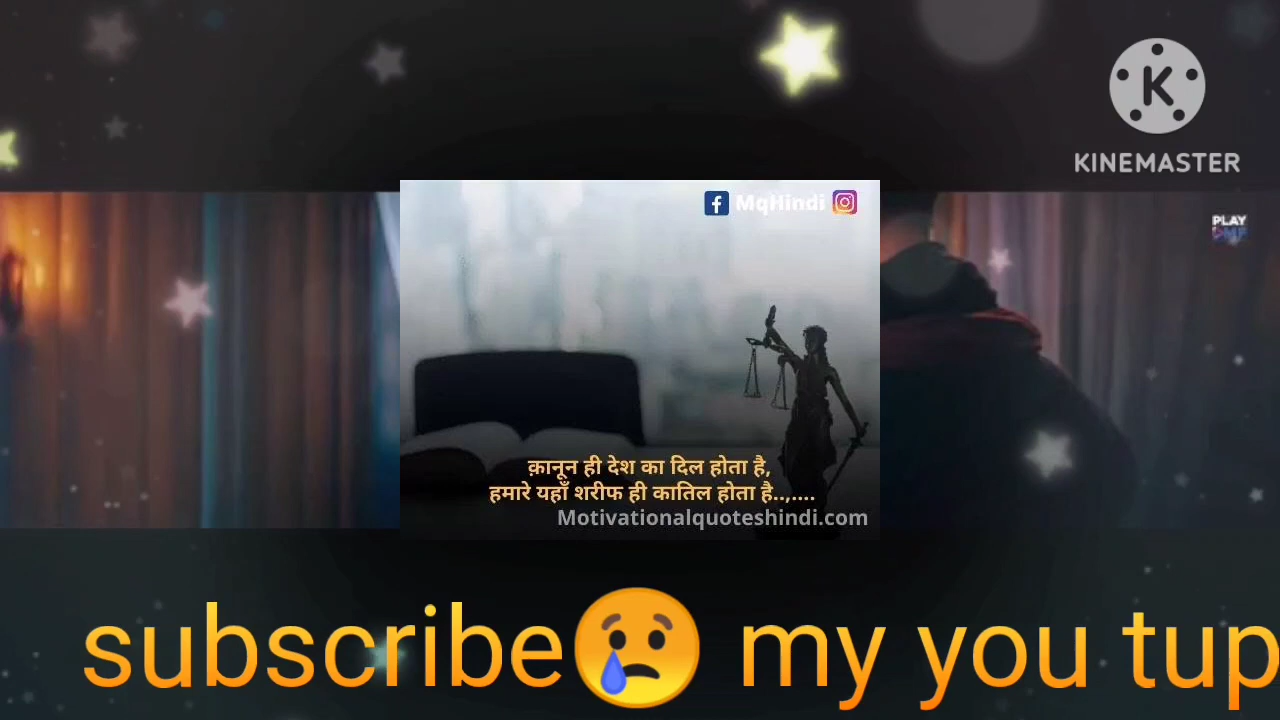 K
KINEMASTER
PLAY
MqHindi
क़ानून ही देश का दिल होता है,
हमारे यहाँ शरीफ ही कातिल होता है..,....
Motivationalquoteshindi.com
subscribe😢 my you tup